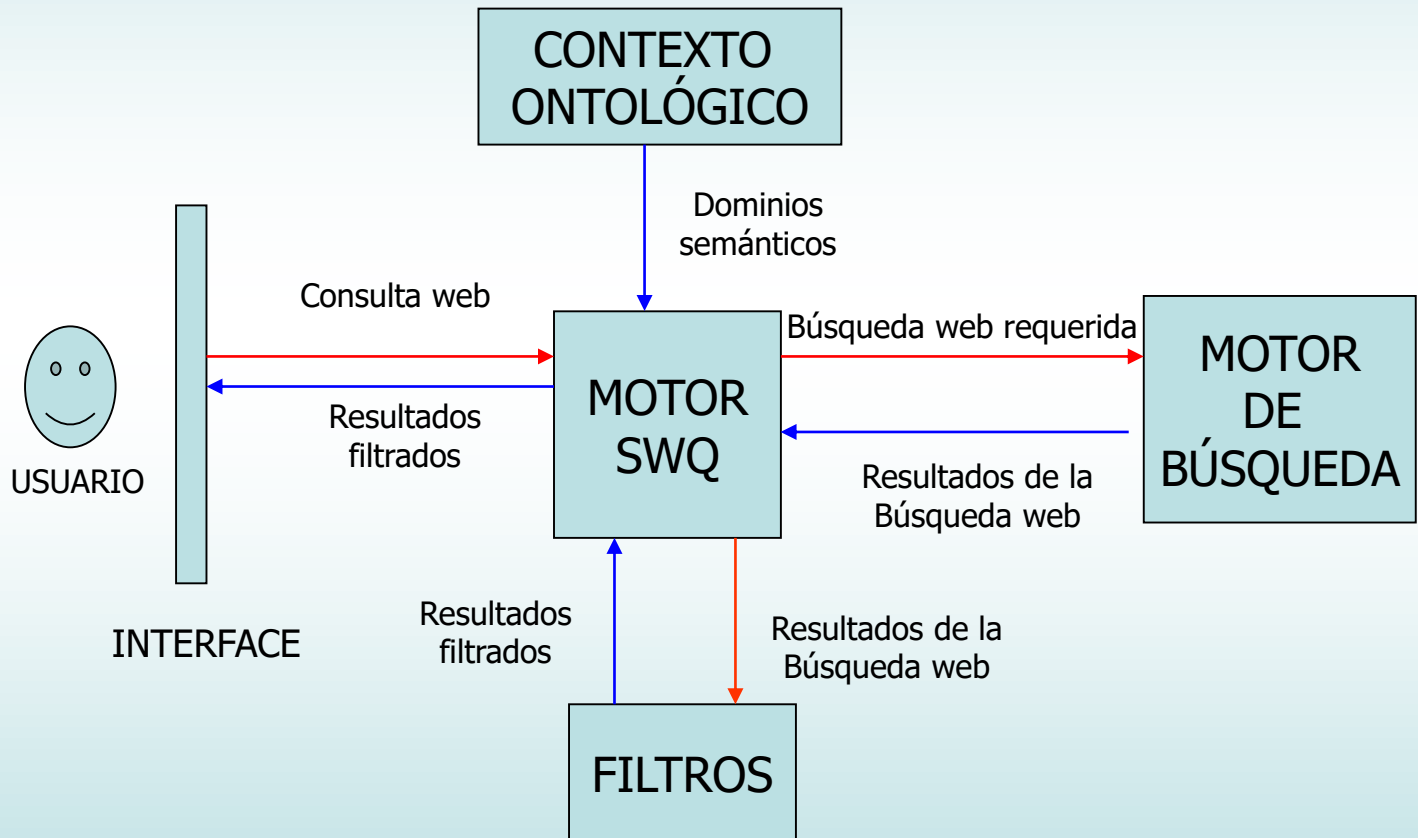 CONTEXTO
ONTOLÓGICO
Dominios
semánticos
Consulta web
Búsqueda web requerida
MOTOR
SWQ
MOTOR
DE
BÚSQUEDA
Resultados
filtrados
USUARIO
Resultados de la
Búsqueda web
INTERFACE
Resultados
filtrados
Resultados de la
Búsqueda web
FILTROS